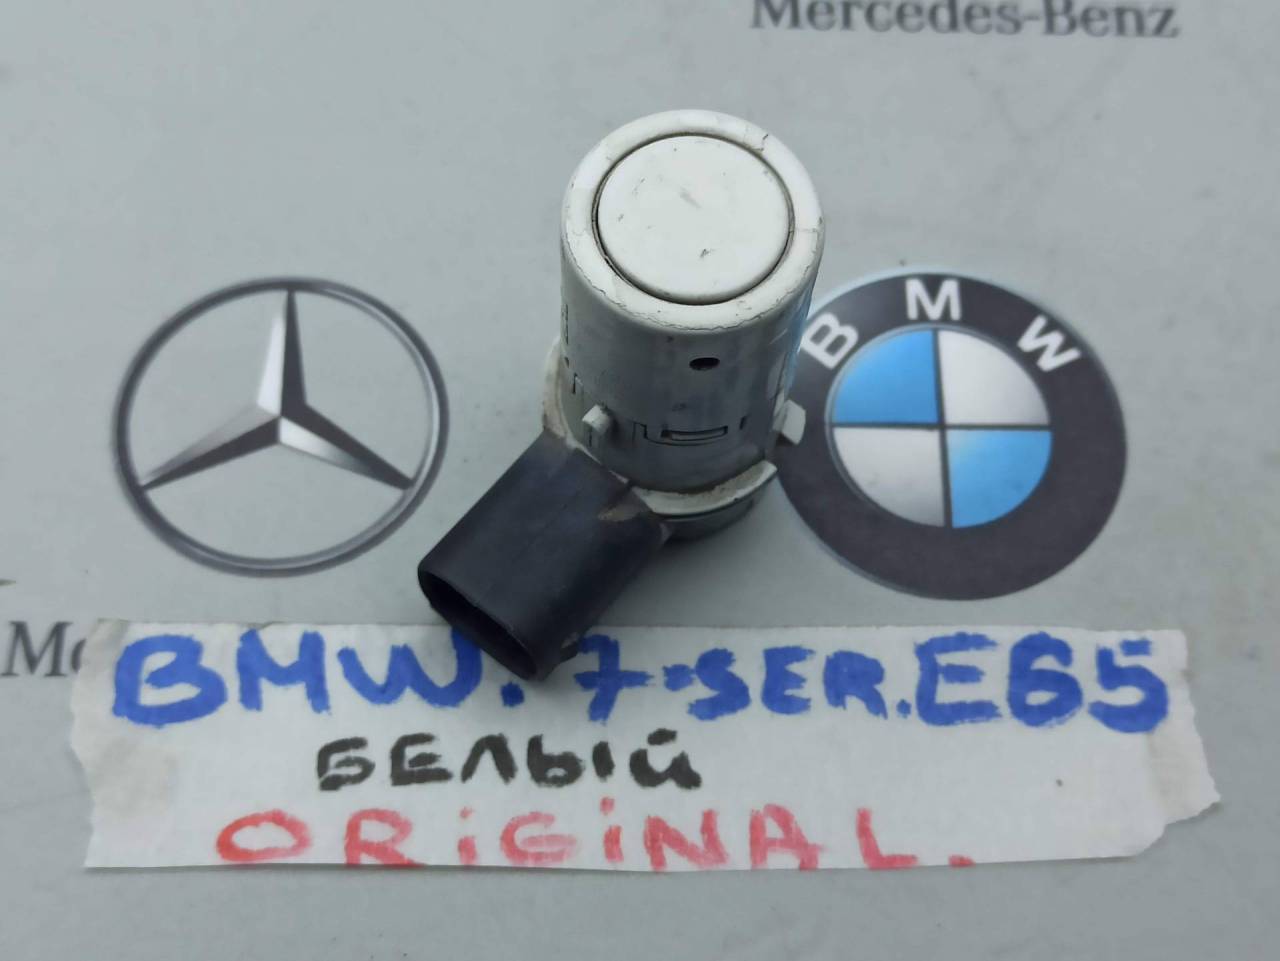 Mercedes-Benz
BMW
BMW. 7-SER. E65
БЕЛЫЙ
ORiGiNAL.